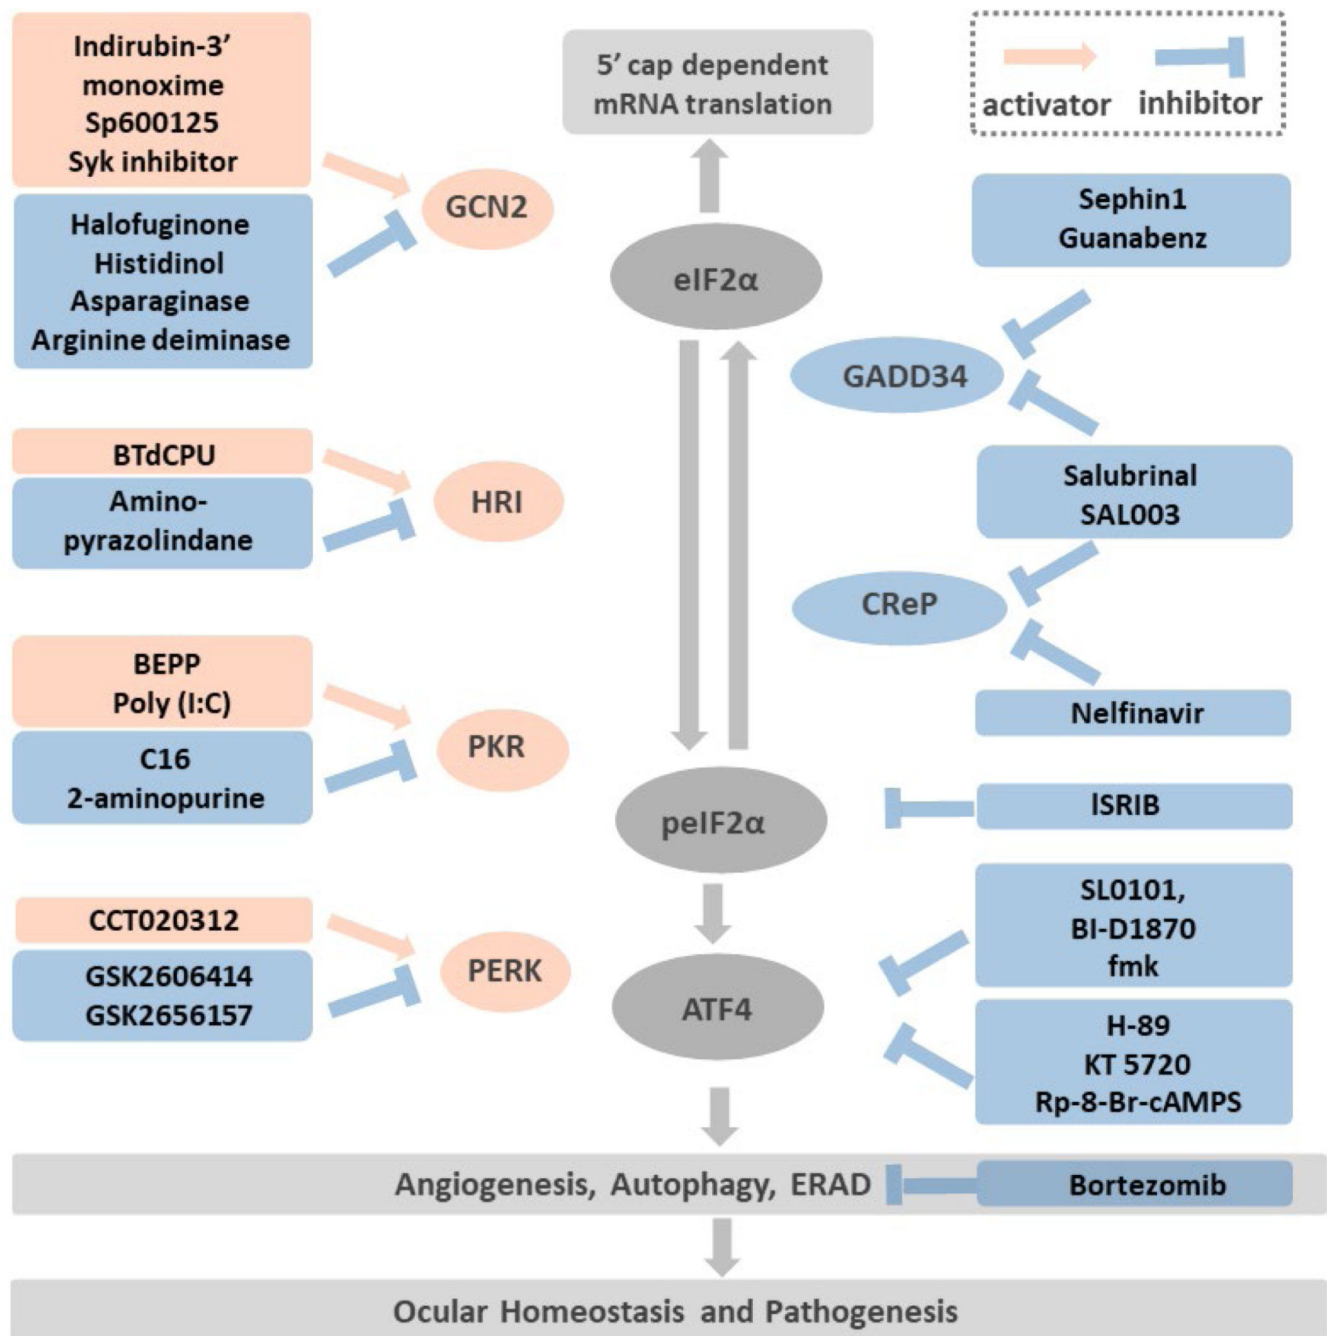 Indirubin-3’
monoxime
Sp600125
Syk inhibitor
Halofuginone
Histidinol
Asparaginase
Arginine deiminase
GCN2
BTdCPU
Amino-
pyrazolindane
HRI
BEPP
Poly (I:C)
C16
2-aminopurine
PKR
CCT020312
GSK2606414
GSK2656157
PERK
5’ cap dependent
mRNA translation
eIF2α
peIF2α
ATF4
activator
inhibitor
Sephin1
Guanabenz
GADD34
Salubrinal
SAL003
CReP
Nelfinavir
ISRIB
SL0101,
BI-D1870
fmk
H-89
KT 5720
Rp-8-Br-cAMPS
Angiogenesis, Autophagy, ERAD
Bortezomib
Ocular Homeostasis and Pathogenesis